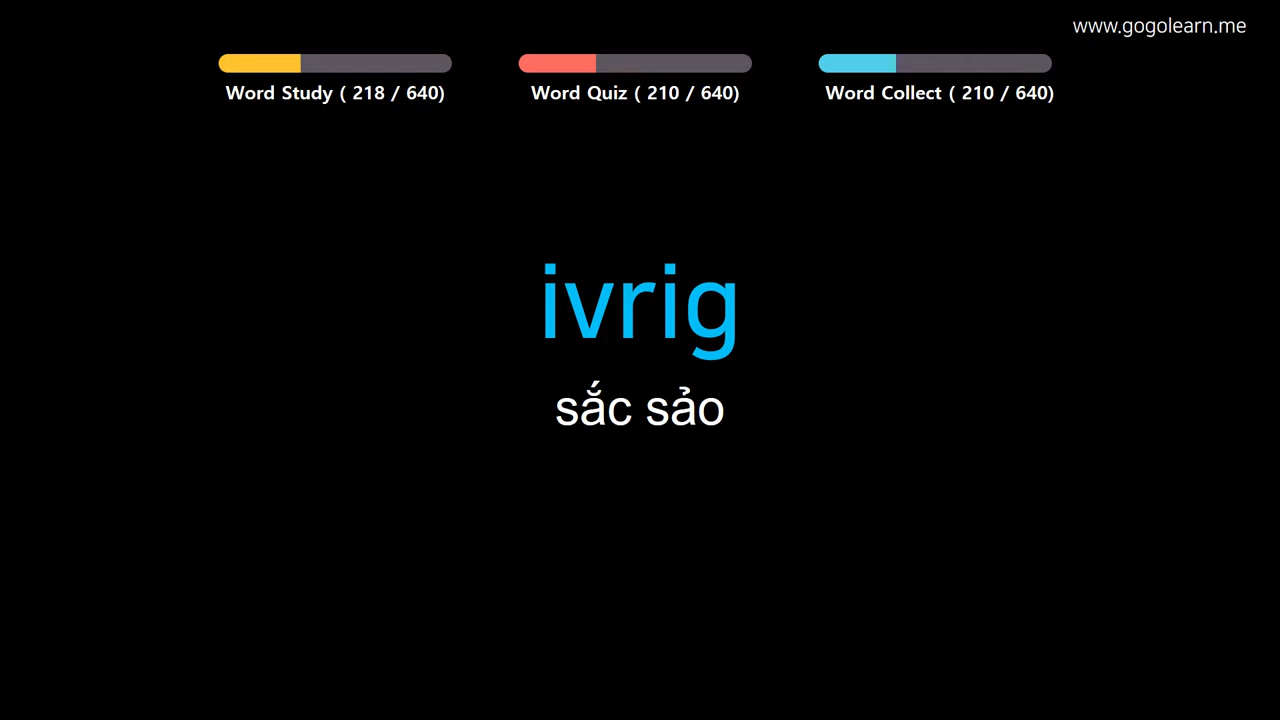 www.gogolearn.me
Word Study ( 218 / 640)
Word Quiz ( 210 / 640)
Word Collect ( 210 / 640)
ivrig
sắc sảo